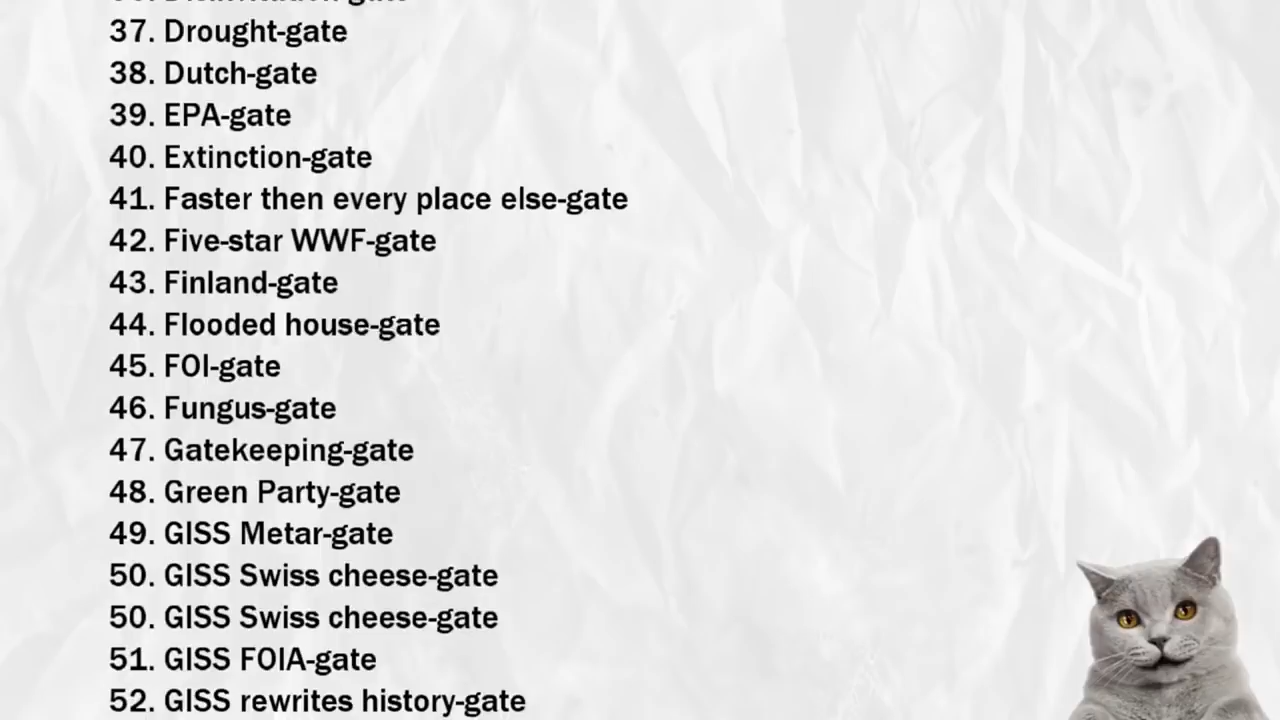 37. Drought-gate
38. Dutch-gate
39. EPA-gate
40. Extinction-gate
41. Faster then every place else-gate
42. Five-star WWF-gate
43. Finland-gate
44. Flooded house-gate
45. FOI-gate
46. Fungus-gate
47. Gatekeeping-gate
48. Green Party-gate
49. GISS Metar-gate
50. GISS Swiss cheese-gate
50. GISS Swiss cheese-gate
51. GISS FOIA-gate
52. GISS rewrites history-gate